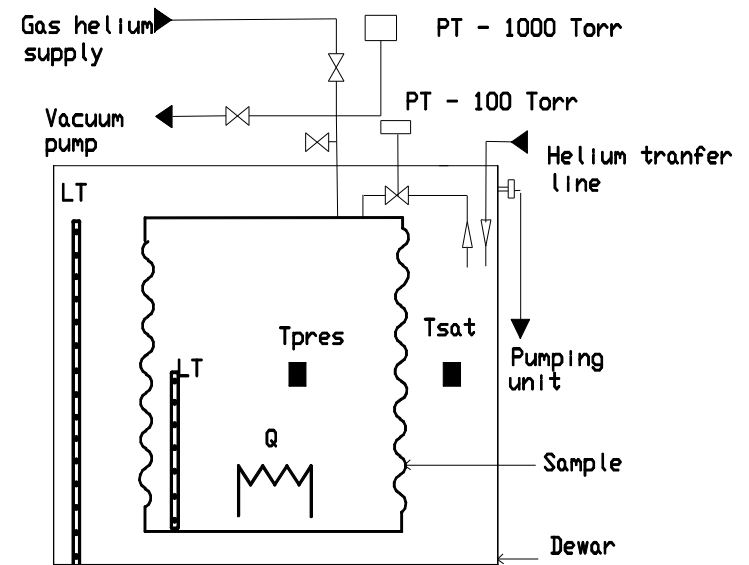 Gas helium
supply
PT - 1000 Torr
PT - 100 Torr
Vacuum
pump
Helium tranfer
line
LT
Tpres
Tsat
LT
Pumping
unit
Q
Sample
Dewar